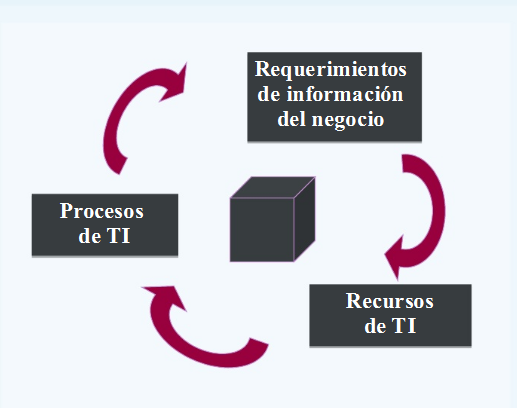 Requerimientos
de información
del negocio
Procesos
de TI
Recursos
de TI